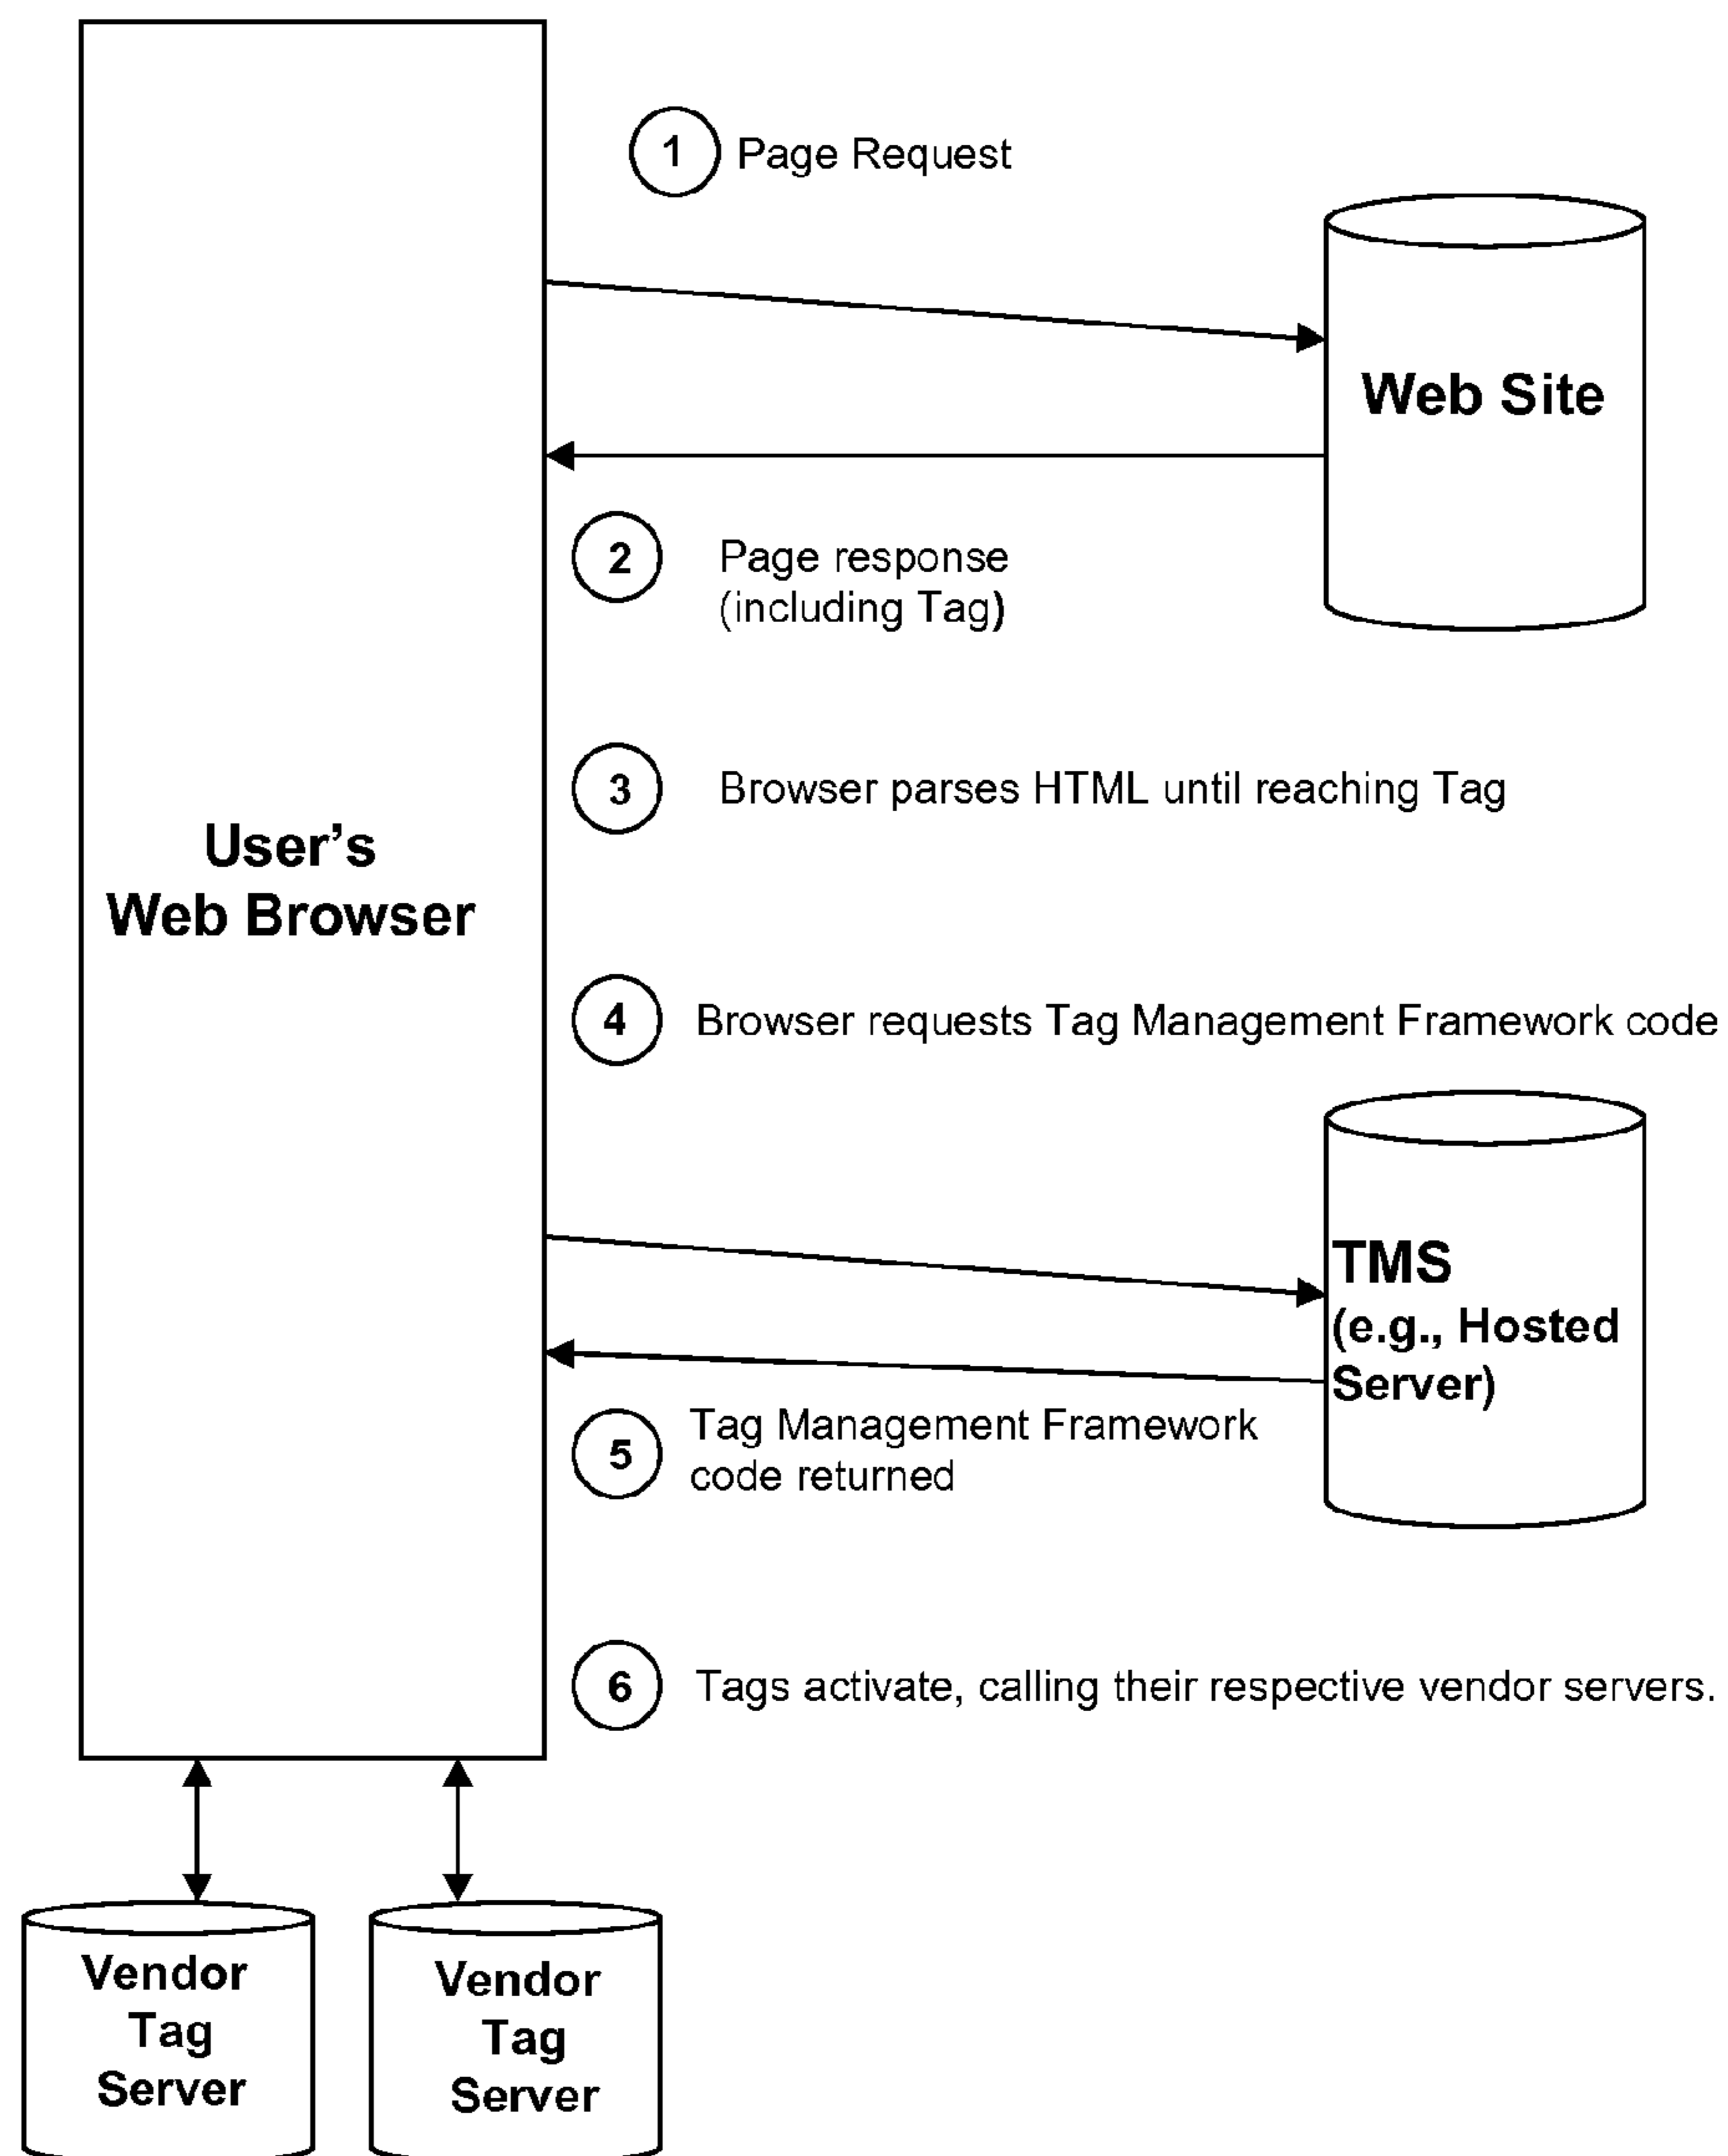 1 Page Request
Web Site
2 Page response
(including Tag)
3 Browser parses HTML until reaching Tag
User's
Web Browser
4 Browser requests Tag Management Framework code
TMS
(e.g., Hosted
Server)
5 Tag Management Framework
code returned
6 Tags activate, calling their respective vendor servers.
Vendor
Tag
Server
Vendor
Tag
Server